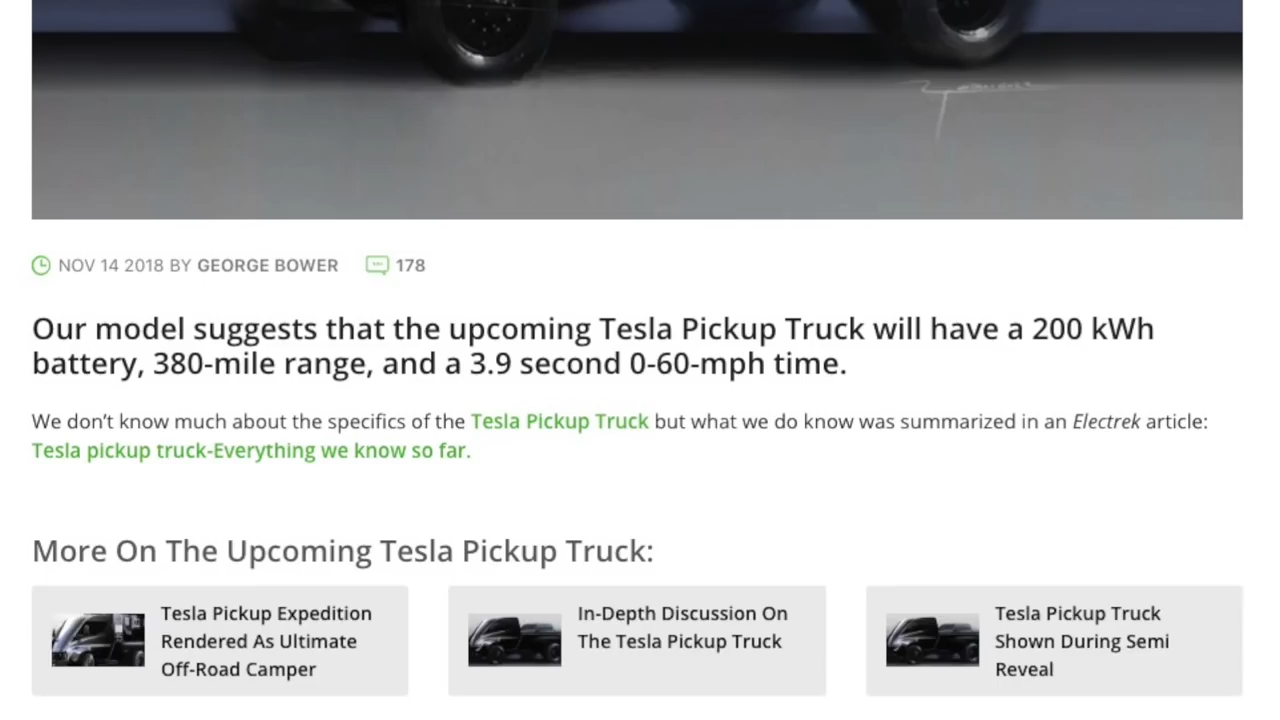 NOV 14 2018 BY GEORGE BOWER 178
Our model suggests that the upcoming Tesla Pickup Truck will have a 200 kWh
battery, 380-mile range, and a 3.9 second 0-60-mph time.
We don’t know much about the specifics of the Tesla Pickup Truck but what we do know was summarized in an Electrek article:
Tesla pickup truck-Everything we know so far.
More On The Upcoming Tesla Pickup Truck:
Tesla Pickup Expedition
Rendered As Ultimate
Off-Road Camper
In-Depth Discussion On
The Tesla Pickup Truck
Tesla Pickup Truck
Shown During Semi
Reveal